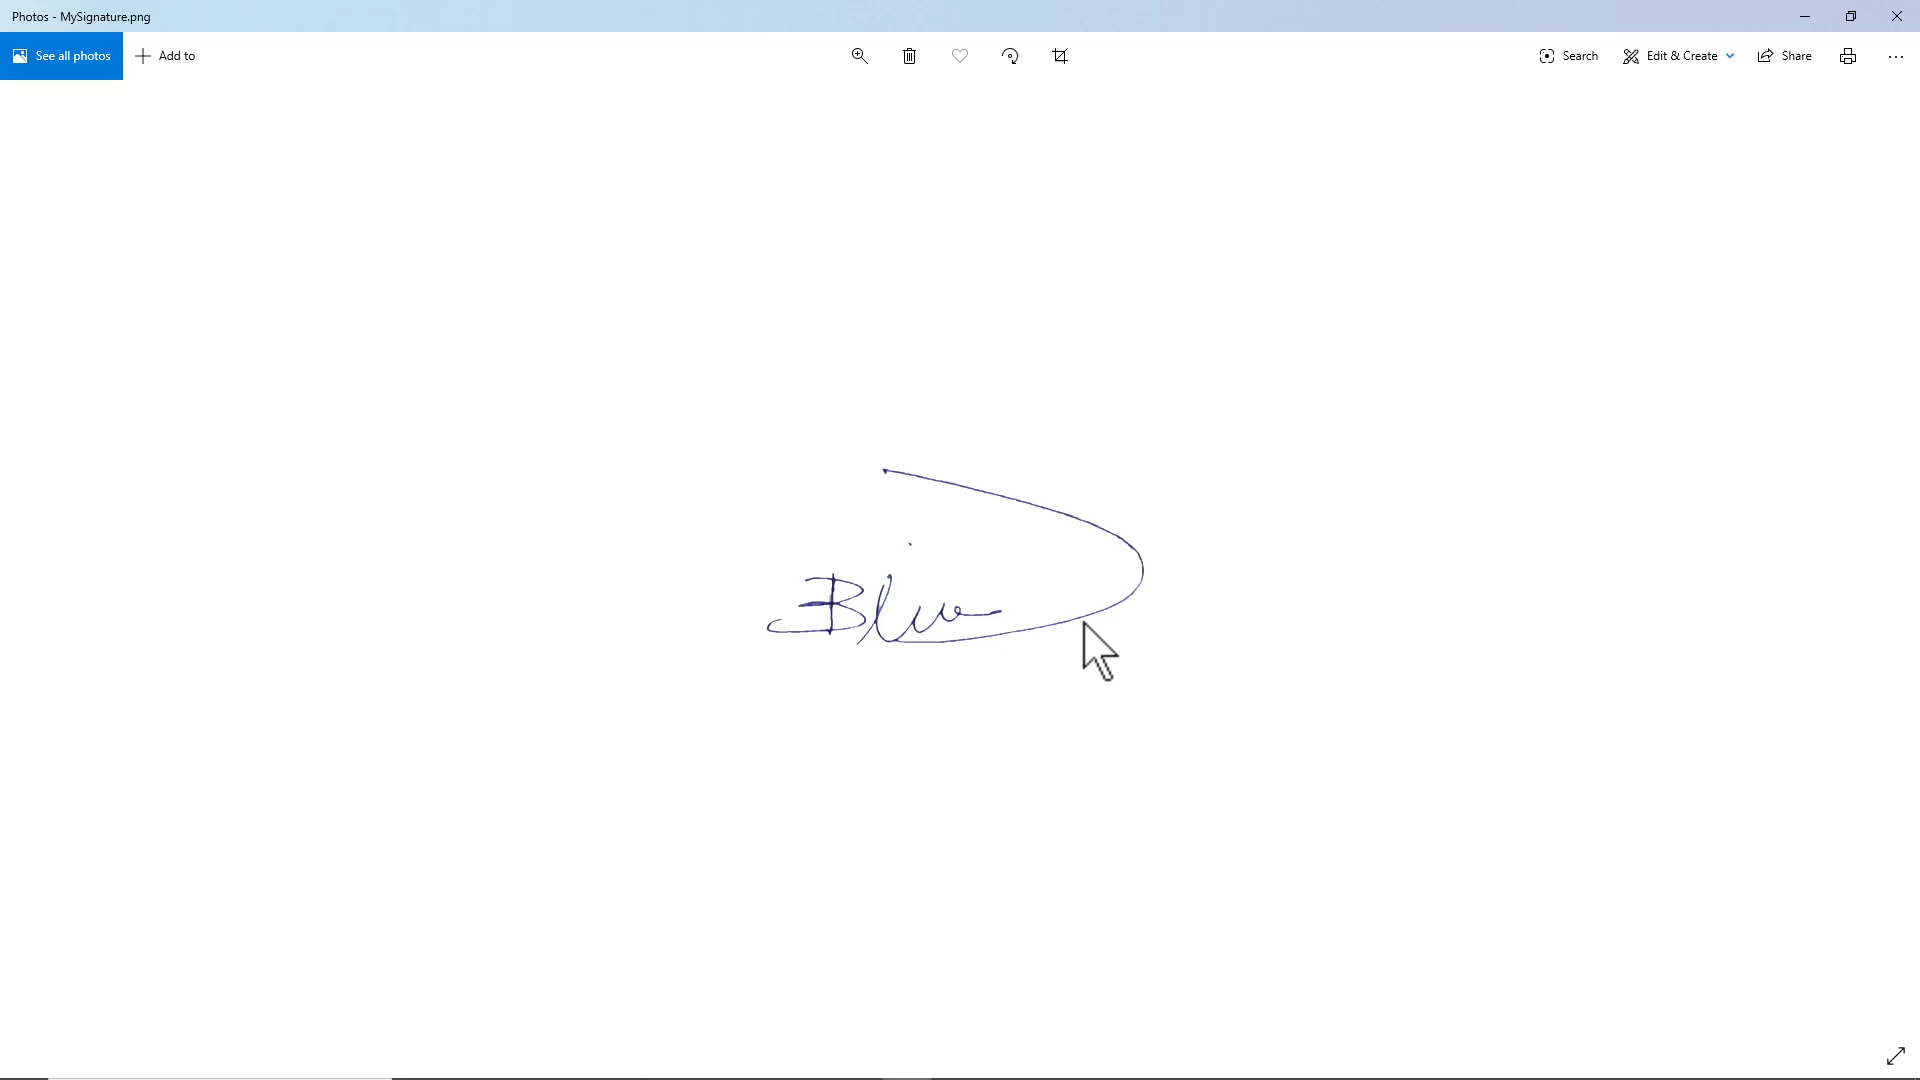 Photos - MySignature.png
See all photos
Add to
Search
Edit & Create
Share